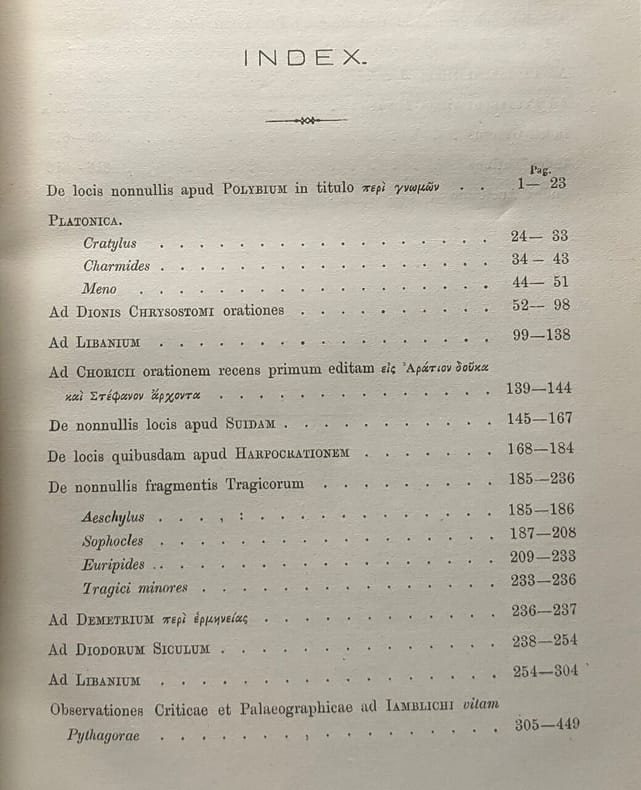 INDEX.
Pag.
De locis nonnullis apud POLYBIUM in titulo περὶ γνωμῶν . . 1— 23
PLATONICA.
Cratylus . . . . . . . . . . . . . . . . . 24— 33
Charmides . . . . . . . . . . . . . . . . . 34 — 43
Meno . . . . . . . . . . . . . . . . . . 44— 51
Ad DIONIS CHRYSOSTOMI orationes . . . . . . . . . 52— 98
Ad LIBANIUM . . . . . . . . . . . . . . . . 99—138
Ad CHORICII orationem recens primum editam εἰς Ἀράτιον δοῦκα
καὶ Στέφανον ἄρχοντα . . . . . . . . . . . . . 139—144
De nonnullis locis apud SUIDAM . . . . . . . . . . 145—167
De locis quibusdam apud HARPOCRATIONEM . . . . . . . 168—184
De nonnullis fragmentis Tragicorum . . . . . . . . . 185—236
Aeschylus . . . . : . . . . . . . . . . . . 185—186
Sophocles . . . . . . . . . . . . . . . . 187—208
Euripides . . . . . . . . . . . . . . . . . 209—233
Tragici minores . . . . . . . . . . . . . . 233—236
Ad DEMETRIUM περὶ ἑρμηνείας . . . . . . . . . . . 236—237
Ad DIODORUM SICULUM . . . . . . . . . . . . . 238—254
Ad LIBANIUM . . . . . . . . . . . . . . . . 254—304
Observationes Criticae et Palaeographicae ad IAMBLICHI vitam
Pythagorae . . . . . . . . . . . . . . . . 305—449